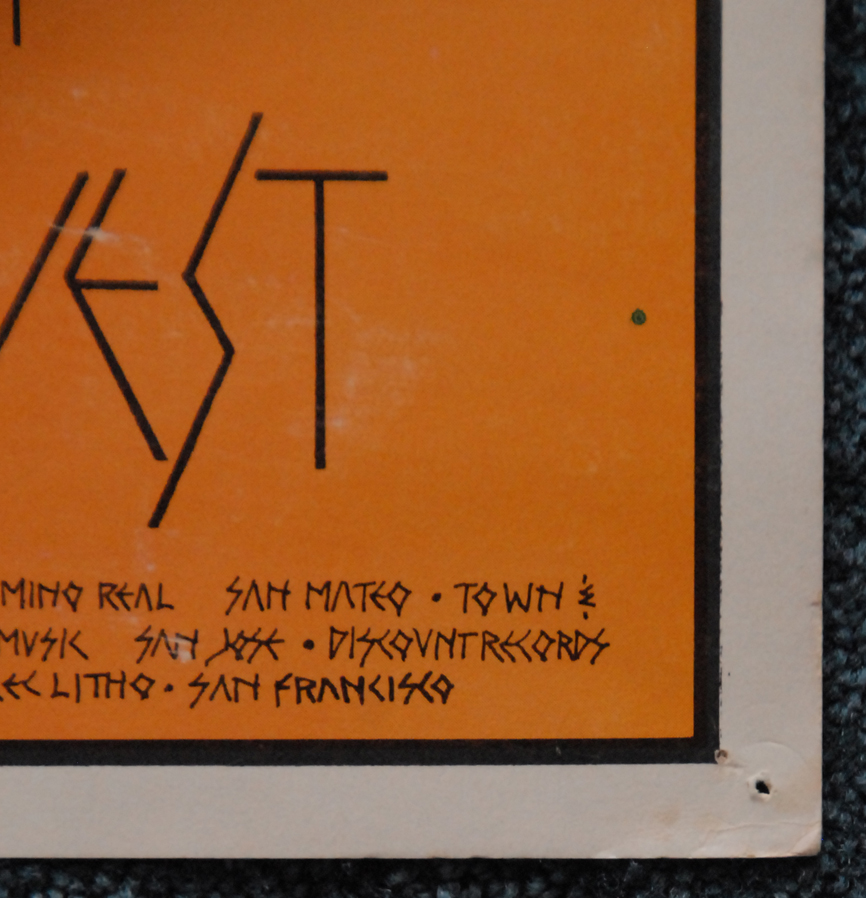 EST
MINO REAL SAN MATEO • TOWN &
MUSIC SAN JOSE • DISCOUNT RECORDS
LITHO • SAN FRANCISCO